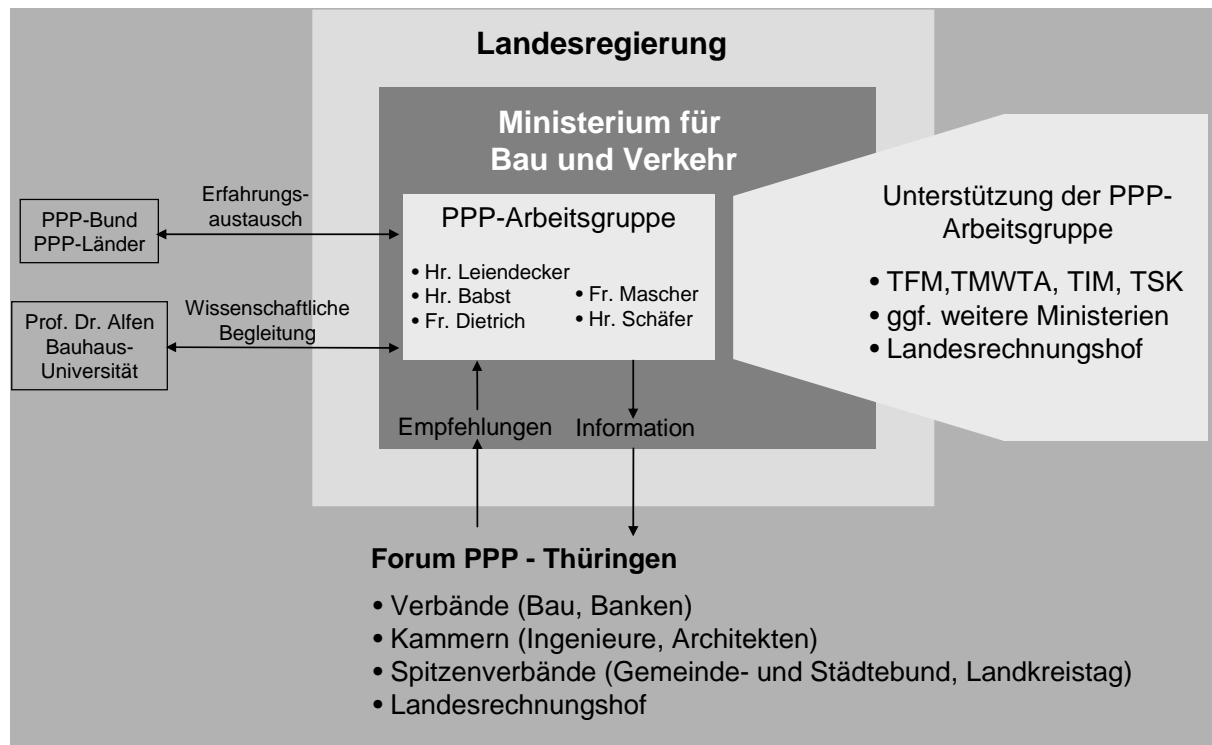 Landesregierung
Ministerium für
Bau und Verkehr
Erfahrungs-
austausch
PPP-Bund
PPP-Länder
Wissenschaftliche
Begleitung
Prof. Dr. Alfen
Bauhaus-
Universität
PPP-Arbeitsgruppe
• Hr. Leiendecker
• Hr. Babst
• Fr. Dietrich
• Fr. Mascher
• Hr. Schäfer
Unterstützung der PPP-
Arbeitsgruppe
• TFM,TMWTA, TIM, TSK
• ggf. weitere Ministerien
• Landesrechnungshof
Empfehlungen
Information
Forum PPP - Thüringen
• Verbände (Bau, Banken)
• Kammern (Ingenieure, Architekten)
• Spitzenverbände (Gemeinde- und Städtebund, Landkreistag)
• Landesrechnungshof